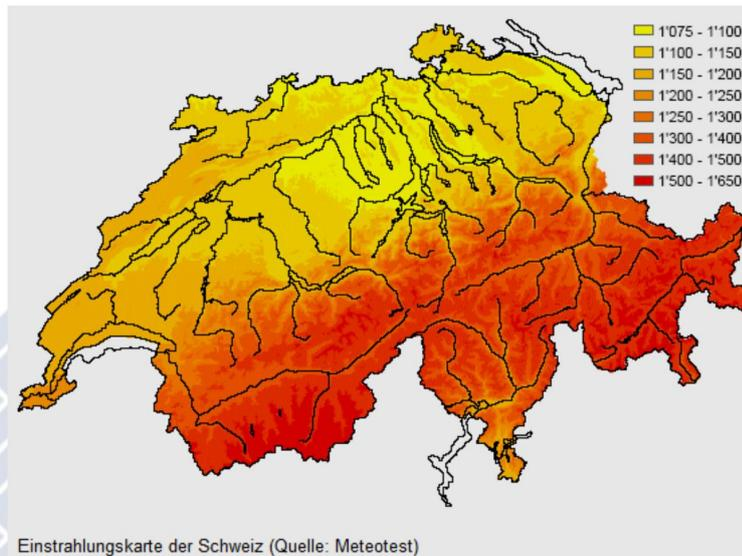 1'075 - 1'100
1'100 - 1'150
1'150 - 1'200
1'200 - 1'250
1'250 - 1'300
1'300 - 1'400
1'400 - 1'500
1'500 - 1'650
Einstrahlungskarte der Schweiz (Quelle: Meteotest)